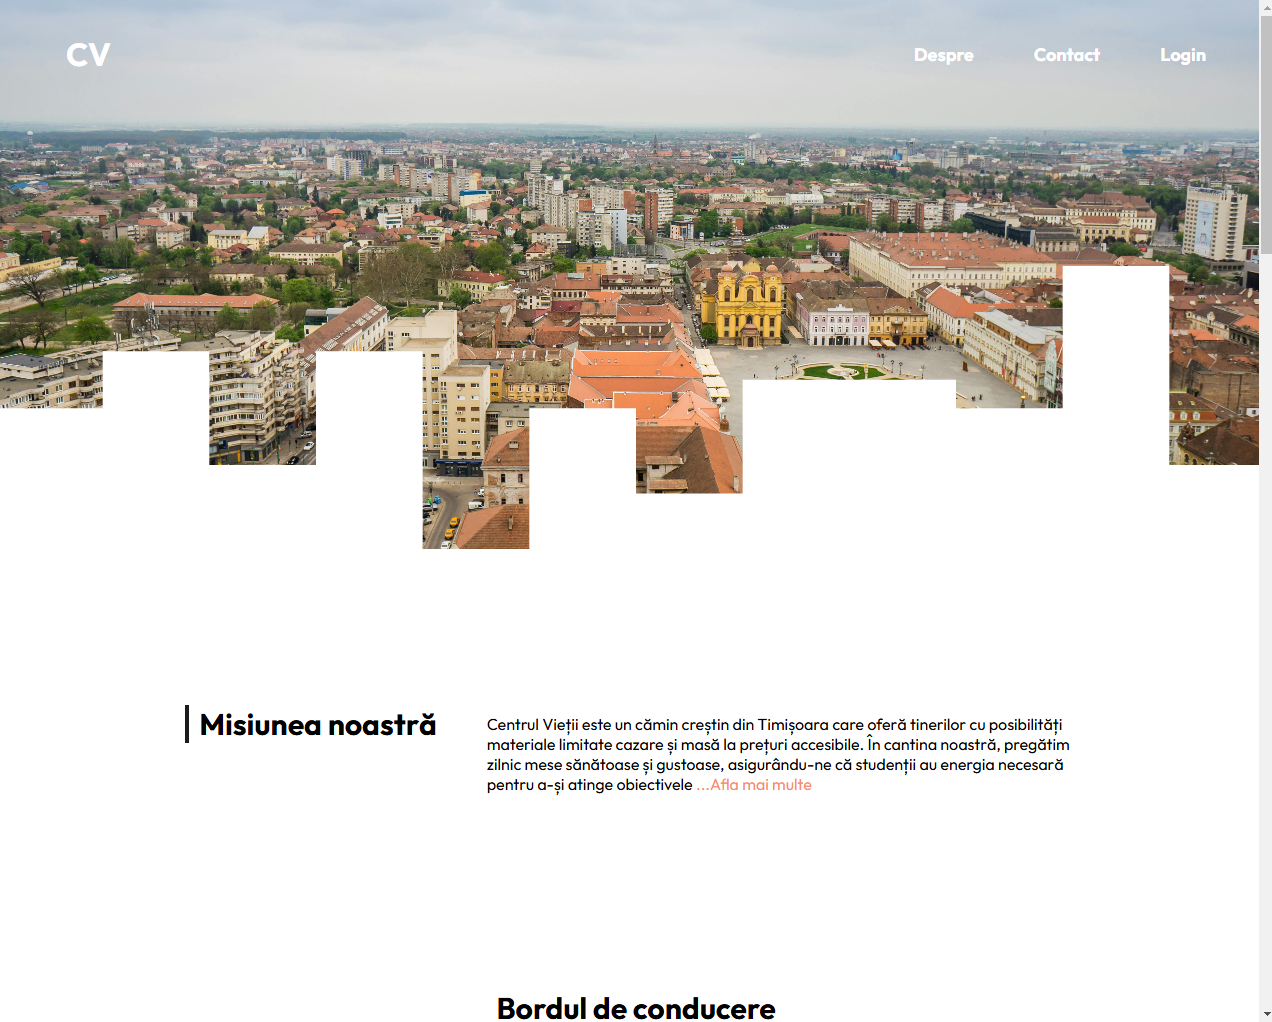 CV
Despre
Contact
Login
Misiunea noastră
Centrul Vieții este un cămin creștin din Timișoara care oferă tinerilor cu posibilități
materiale limitate cazare și masă la prețuri accesibile. În cantina noastră, pregătim
zilnic mese sănătoase și gustoase, asigurându-ne că studenții au energia necesară
pentru a-și atinge obiectivele ...Afla mai multe
Bordul de conducere